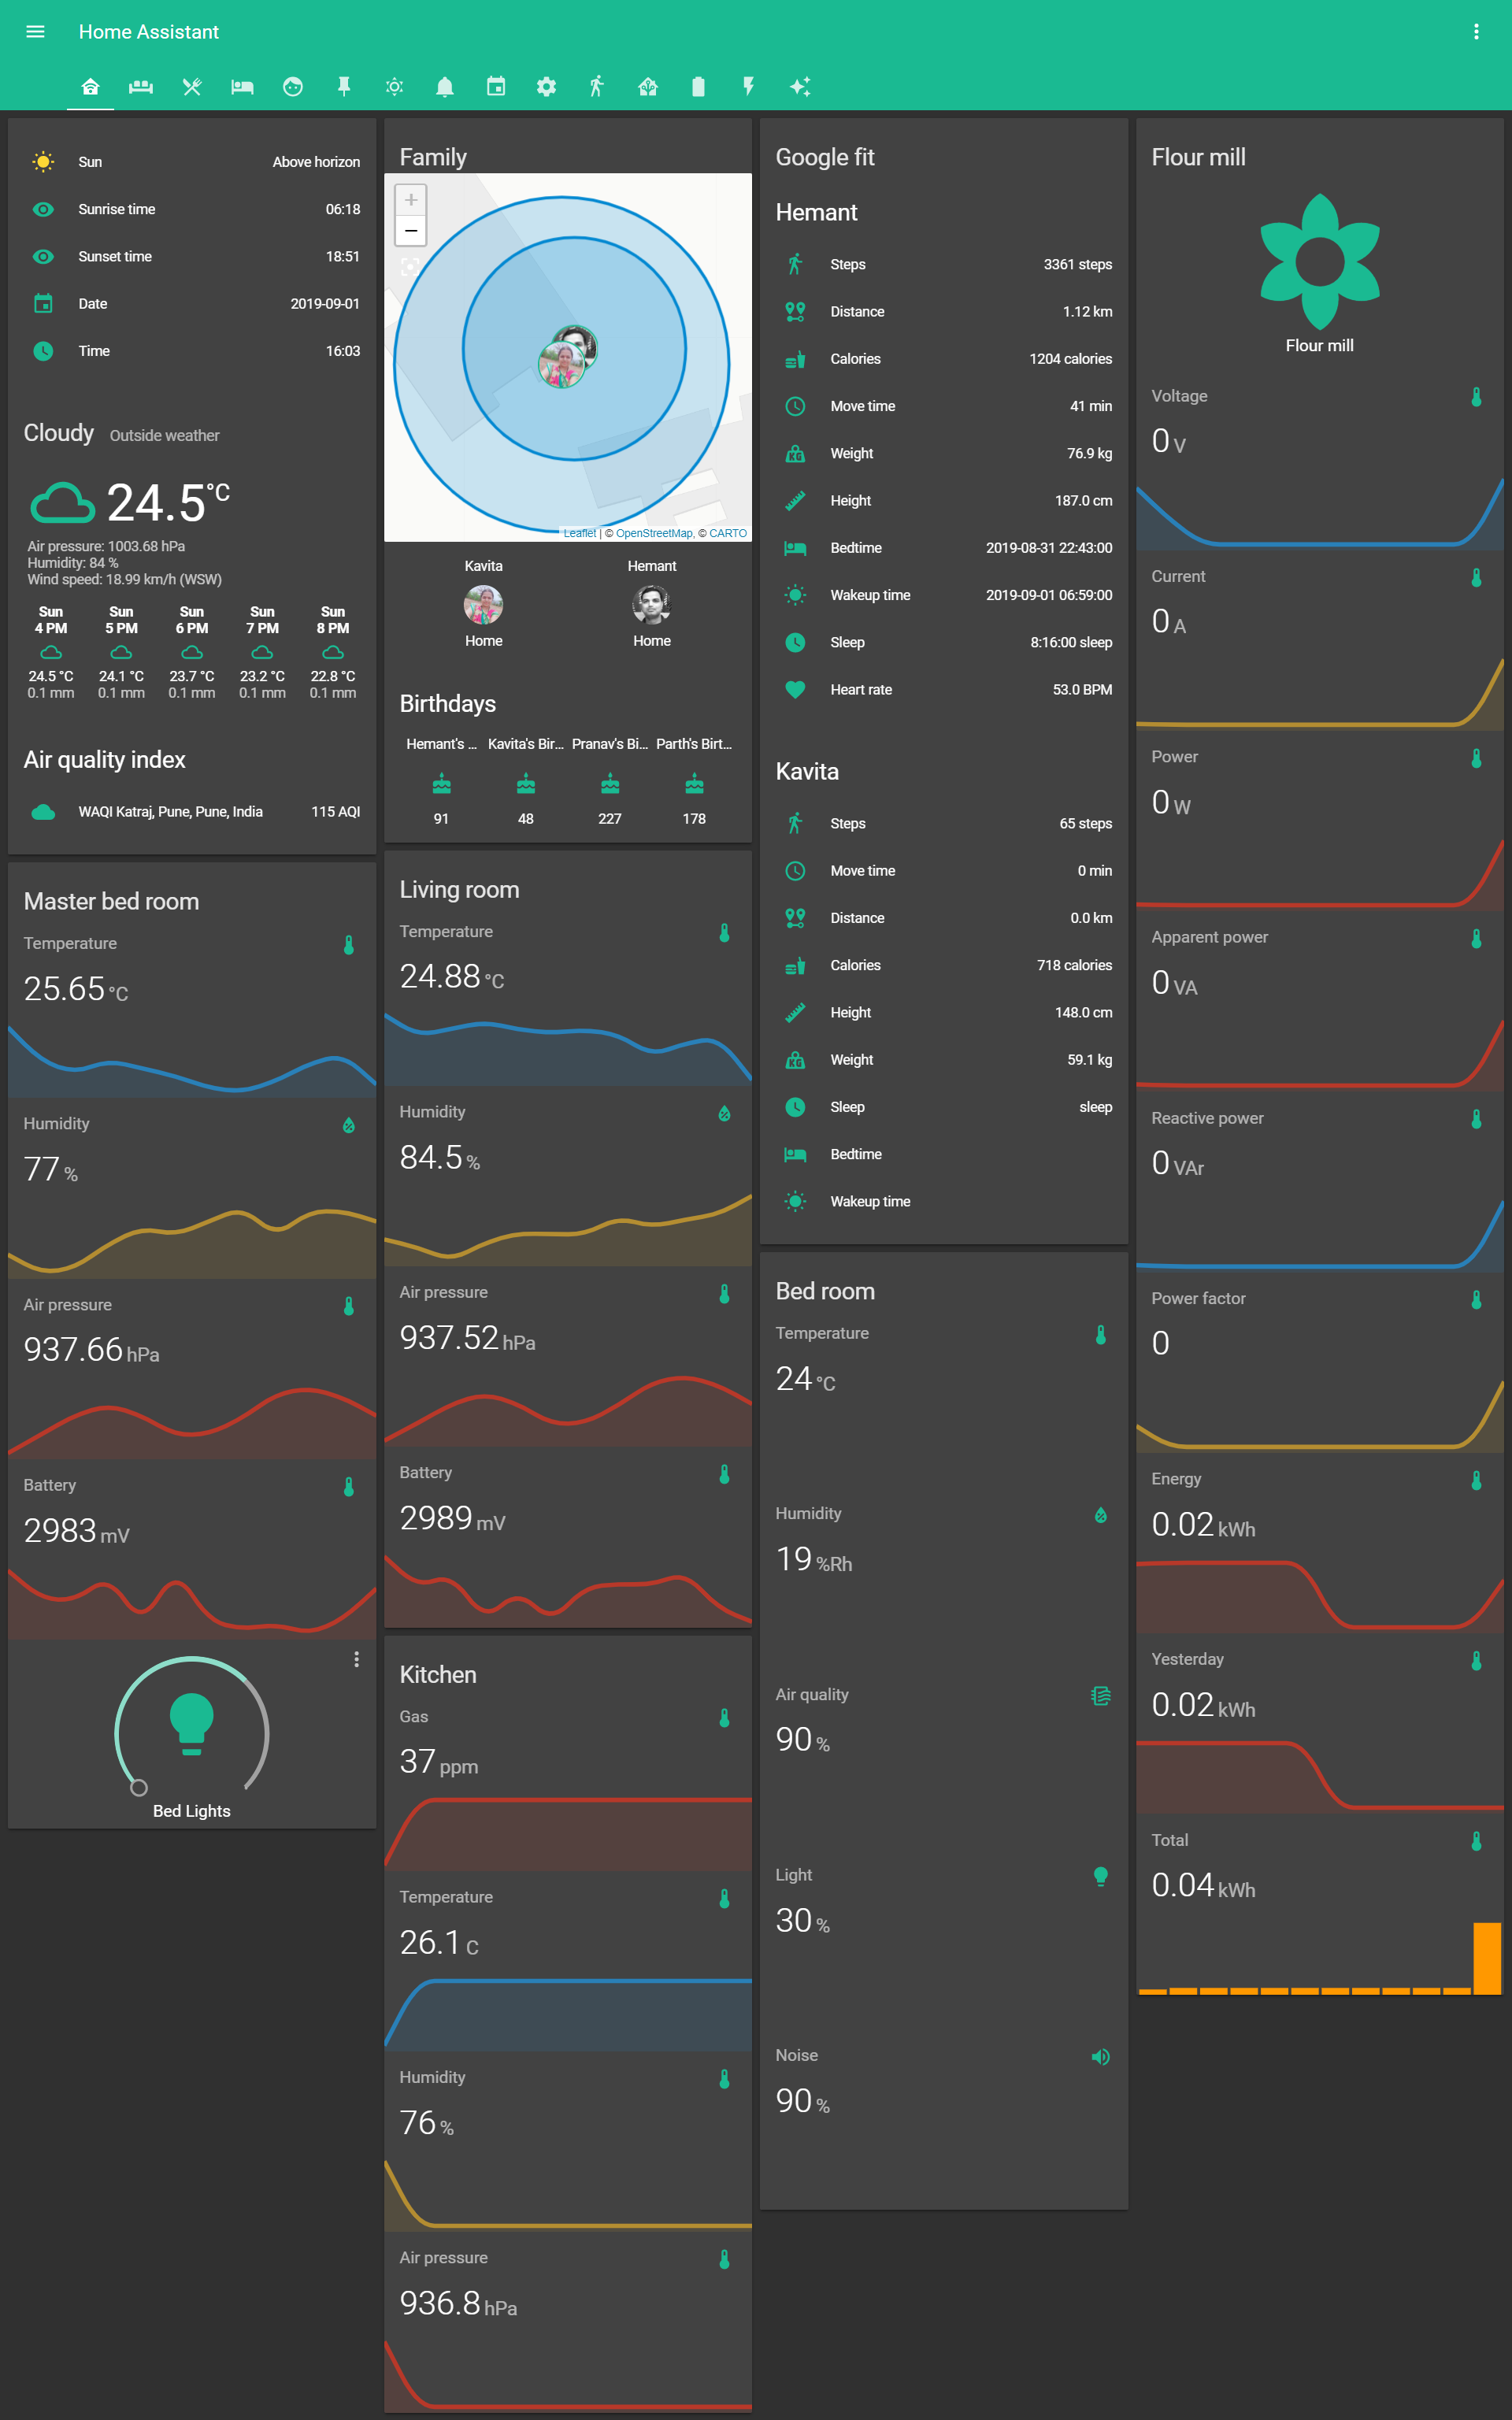 Home Assistant
Sun Above horizon
Sunrise time 06:18
Sunset time 18:51
Date 2019-09-01
Time 16:03
Cloudy Outside weather
24.5 °C
Air pressure: 1003.68 hPa
Humidity: 84 %
Wind speed: 18.99 km/h (WSW)
Sun Sun Sun Sun Sun
4 PM 5 PM 6 PM 7 PM 8 PM
24.5 °C 24.1 °C 23.7 °C 23.2 °C 22.8 °C
0.1 mm 0.1 mm 0.1 mm 0.1 mm 0.1 mm
Air quality index
WAQI Katraj, Pune, Pune, India 115 AQI
Master bed room
Temperature
25.65 °C
Humidity
77 %
Air pressure
937.66 hPa
Battery
2983 mV
Bed Lights
Family
+
−
Leaflet | © OpenStreetMap, © CARTO
Kavita Hemant
Home Home
Birthdays
Hemant's ... Kavita's Bir... Pranav's Bi... Parth's Birt...
91 48 227 178
Living room
Temperature
24.88 °C
Humidity
84.5 %
Air pressure
937.52 hPa
Battery
2989 mV
Kitchen
Gas
37 ppm
Temperature
26.1 C
Humidity
76 %
Air pressure
936.8 hPa
Google fit
Hemant
Steps 3361 steps
Distance 1.12 km
Calories 1204 calories
Move time 41 min
Weight 76.9 kg
Height 187.0 cm
Bedtime 2019-08-31 22:43:00
Wakeup time 2019-09-01 06:59:00
Sleep 8:16:00 sleep
Heart rate 53.0 BPM
Kavita
Steps 65 steps
Move time 0 min
Distance 0.0 km
Calories 718 calories
Height 148.0 cm
Weight 59.1 kg
Sleep sleep
Bedtime
Wakeup time
Bed room
Temperature
24 °C
Humidity
19 %Rh
Air quality
90 %
Light
30 %
Noise
90 %
Flour mill
Flour mill
Voltage
0 V
Current
0 A
Power
0 W
Apparent power
0 VA
Reactive power
0 VAr
Power factor
0
Energy
0.02 kWh
Yesterday
0.02 kWh
Total
0.04 kWh